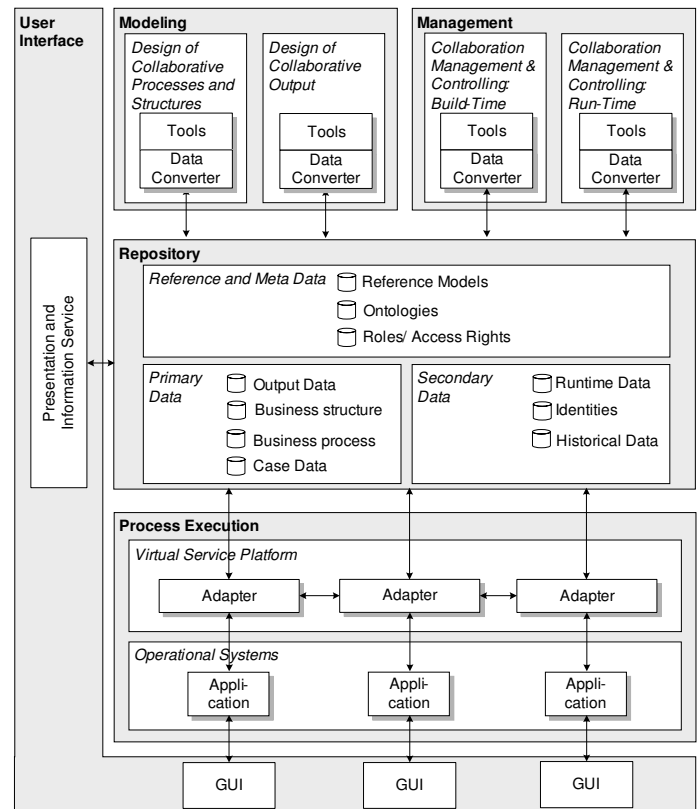 User
Interface
Modeling
Design of
Collaborative
Processes and
Structures
Tools
Data
Converter
Design of
Collaborative
Output
Tools
Data
Converter
Management
Collaboration
Management &
Controlling:
Build-Time
Tools
Data
Converter
Collaboration
Management &
Controlling:
Run-Time
Tools
Data
Converter
Presentation and
Information Service
Repository
Reference and Meta Data
Reference Models
Ontologies
Roles/ Access Rights
Primary
Data
Output Data
Business structure
Business process
Case Data
Secondary
Data
Runtime Data
Identities
Historical Data
Process Execution
Virtual Service Platform
Adapter
Adapter
Adapter
Operational Systems
Appli-
cation
Appli-
cation
Appli-
cation
GUI
GUI
GUI